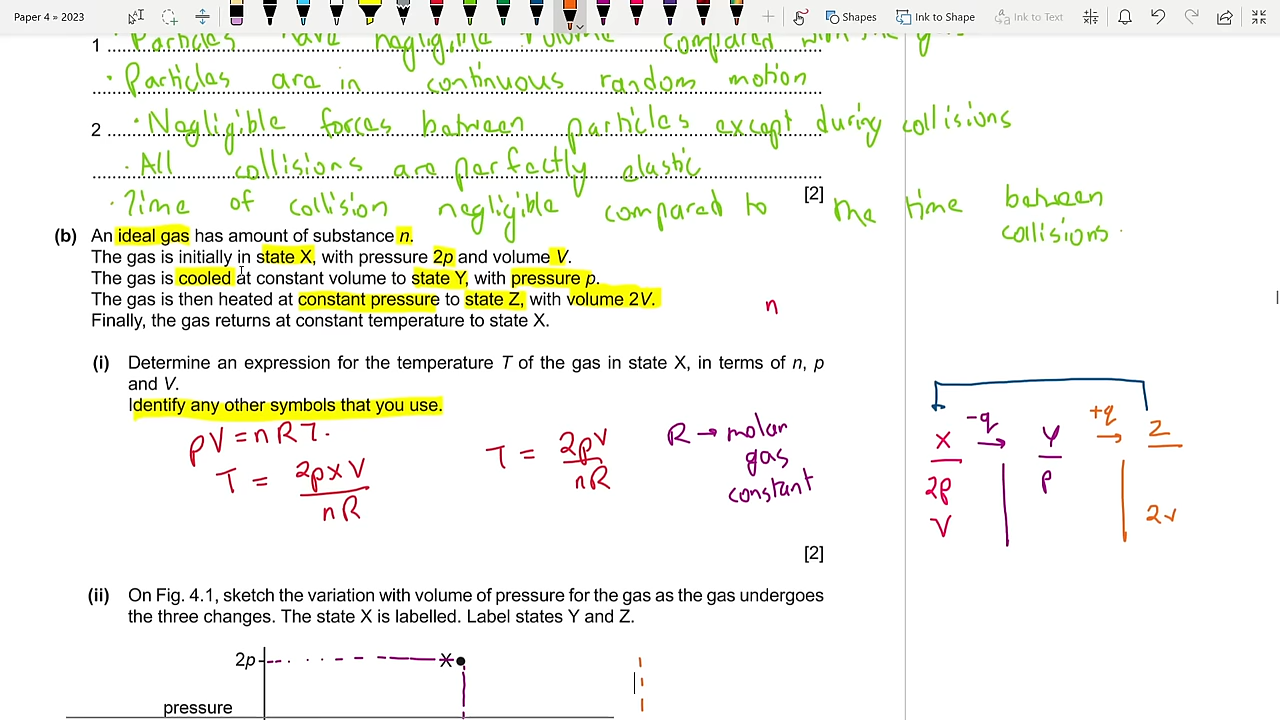 Paper 4 » 2023
Shapes
Ink to Shape
Ink to Text
1 · Particles have negligible volume compared with the
· Particles are in continuous random motion
2 · Negligible forces between particles except during collisions
· All collisions are perfectly elastic
[2]
· Time of collision negligible compared to the time between collisions.
(b) An ideal gas has amount of substance n.
The gas is initially in state X, with pressure 2p and volume V.
The gas is cooled at constant volume to state Y, with pressure p.
The gas is then heated at constant pressure to state Z, with volume 2V.
n
Finally, the gas returns at constant temperature to state X.
(i) Determine an expression for the temperature T of the gas in state X, in terms of n, p
and V.
Identify any other symbols that you use.
pV = nRT.
T = 2p x V / nR
T = 2pV / nR
R → molar
gas
constant
X -q → Y +q → Z
2p p
V 2v
[2]
(ii) On Fig. 4.1, sketch the variation with volume of pressure for the gas as the gas undergoes
the three changes. The state X is labelled. Label states Y and Z.
2p X
pressure